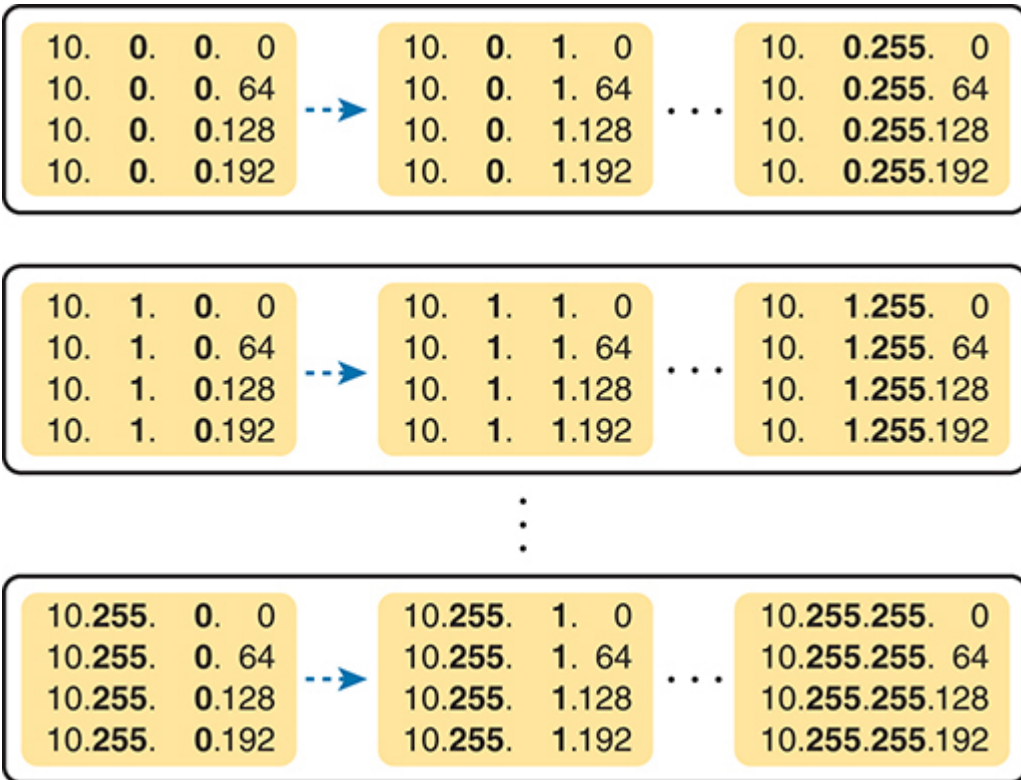 10. 0. 0. 0
10. 0. 0. 64
10. 0. 0.128
10. 0. 0.192
10. 0. 1. 0
10. 0. 1. 64
10. 0. 1.128
10. 0. 1.192
. . .
10. 0.255. 0
10. 0.255. 64
10. 0.255.128
10. 0.255.192
10. 1. 0. 0
10. 1. 0. 64
10. 1. 0.128
10. 1. 0.192
10. 1. 1. 0
10. 1. 1. 64
10. 1. 1.128
10. 1. 1.192
. . .
10. 1.255. 0
10. 1.255. 64
10. 1.255.128
10. 1.255.192
.
.
.
10.255. 0. 0
10.255. 0. 64
10.255. 0.128
10.255. 0.192
10.255. 1. 0
10.255. 1. 64
10.255. 1.128
10.255. 1.192
. . .
10.255.255. 0
10.255.255. 64
10.255.255.128
10.255.255.192